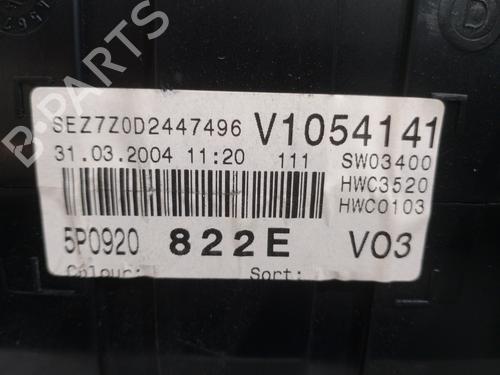 SEZ7Z0D2447496 V1054141
31.03.2004 11:20 111 SW03400
HWC3520
HWC0103
5P0920 822E V03
Colour: Sort:
B-PARTS